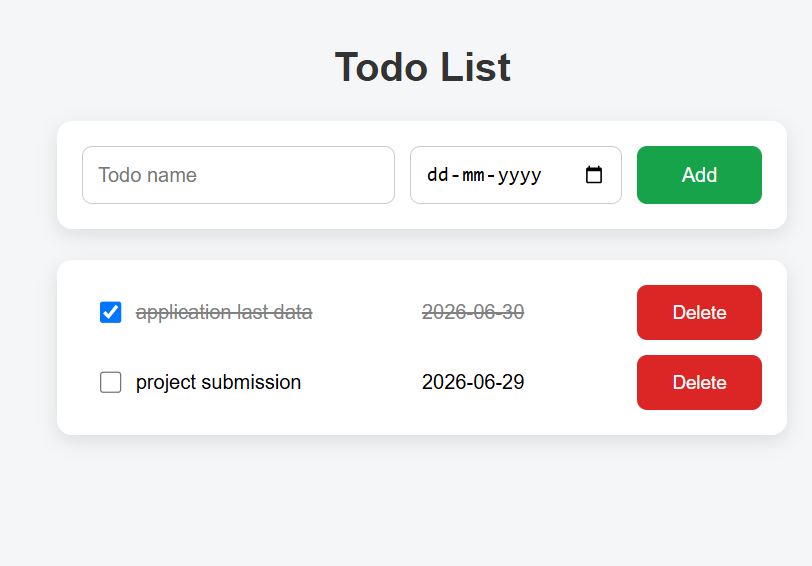 Todo List
Todo name dd-mm-yyyy Add
application last data 2026-06-30 Delete
project submission 2026-06-29 Delete